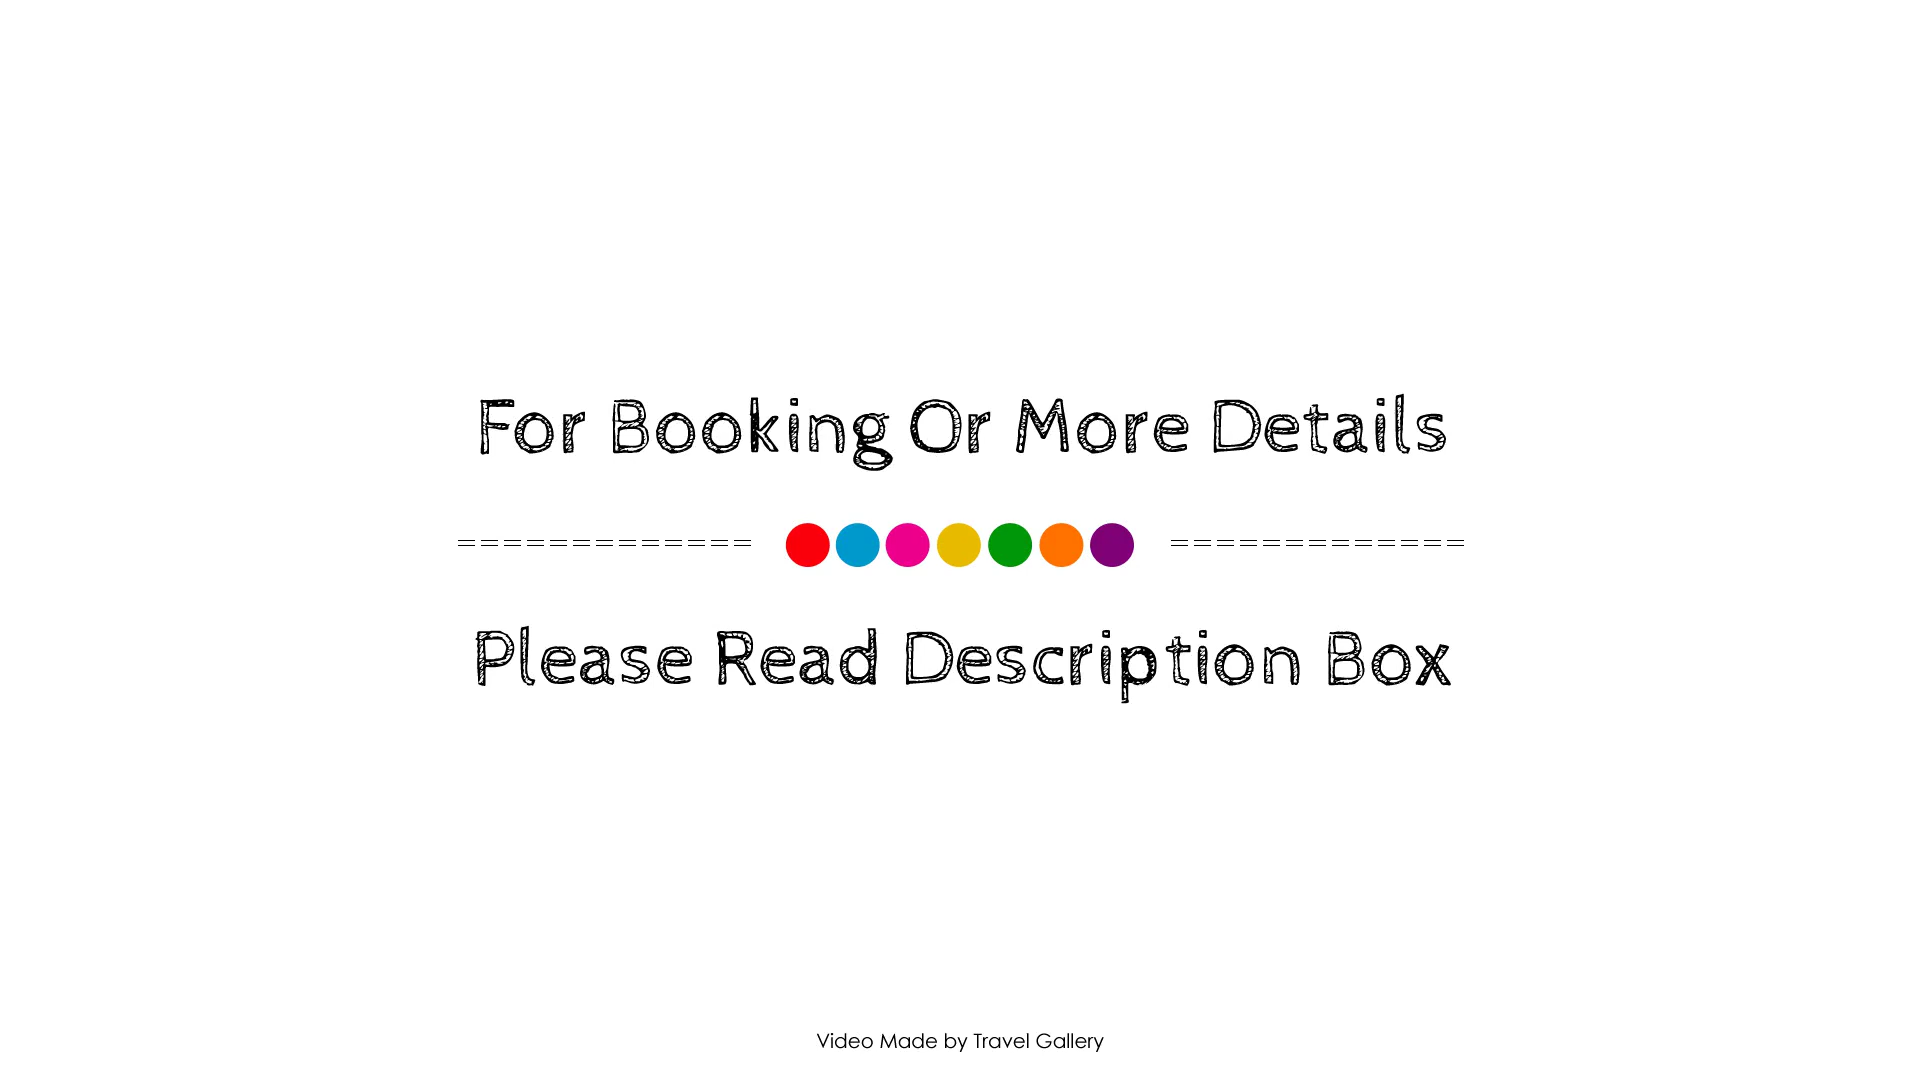 For Booking Or More Details
============= =============
Please Read Description Box
Video Made by Travel Gallery